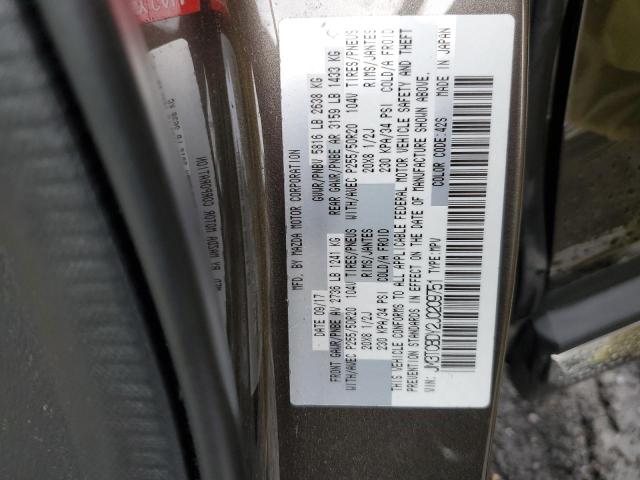 MFD. BY MAZDA MOTOR CORPORATION
DATE: 09/17 GVWR/PNBV 5816 LB 2638 KG
FRONT GAWR/PNBE AV 2736 LB 1241 KG REAR GAWR/PNBE AR 3159 LB 1433 KG
WITH/AVEC P255/50R20 104V TIRES/PNEUS WITH/AVEC P255/50R20 104V TIRES/PNEUS
20X8 1/2J RIMS/JANTES 20X8 1/2J RIMS/JANTES
230 KPA/34 PSI COLD/A FROID 230 KPA/34 PSI COLD/A FROID
THIS VEHICLE CONFORMS TO ALL APPLICABLE FEDERAL MOTOR VEHICLE SAFETY AND THEFT
PREVENTION STANDARDS IN EFFECT ON THE DATE OF MANUFACTURE SHOWN ABOVE.
VIN: JM3TCBDY2J0209751 TYPE: MPV COLOR CODE: 42S MADE IN JAPAN